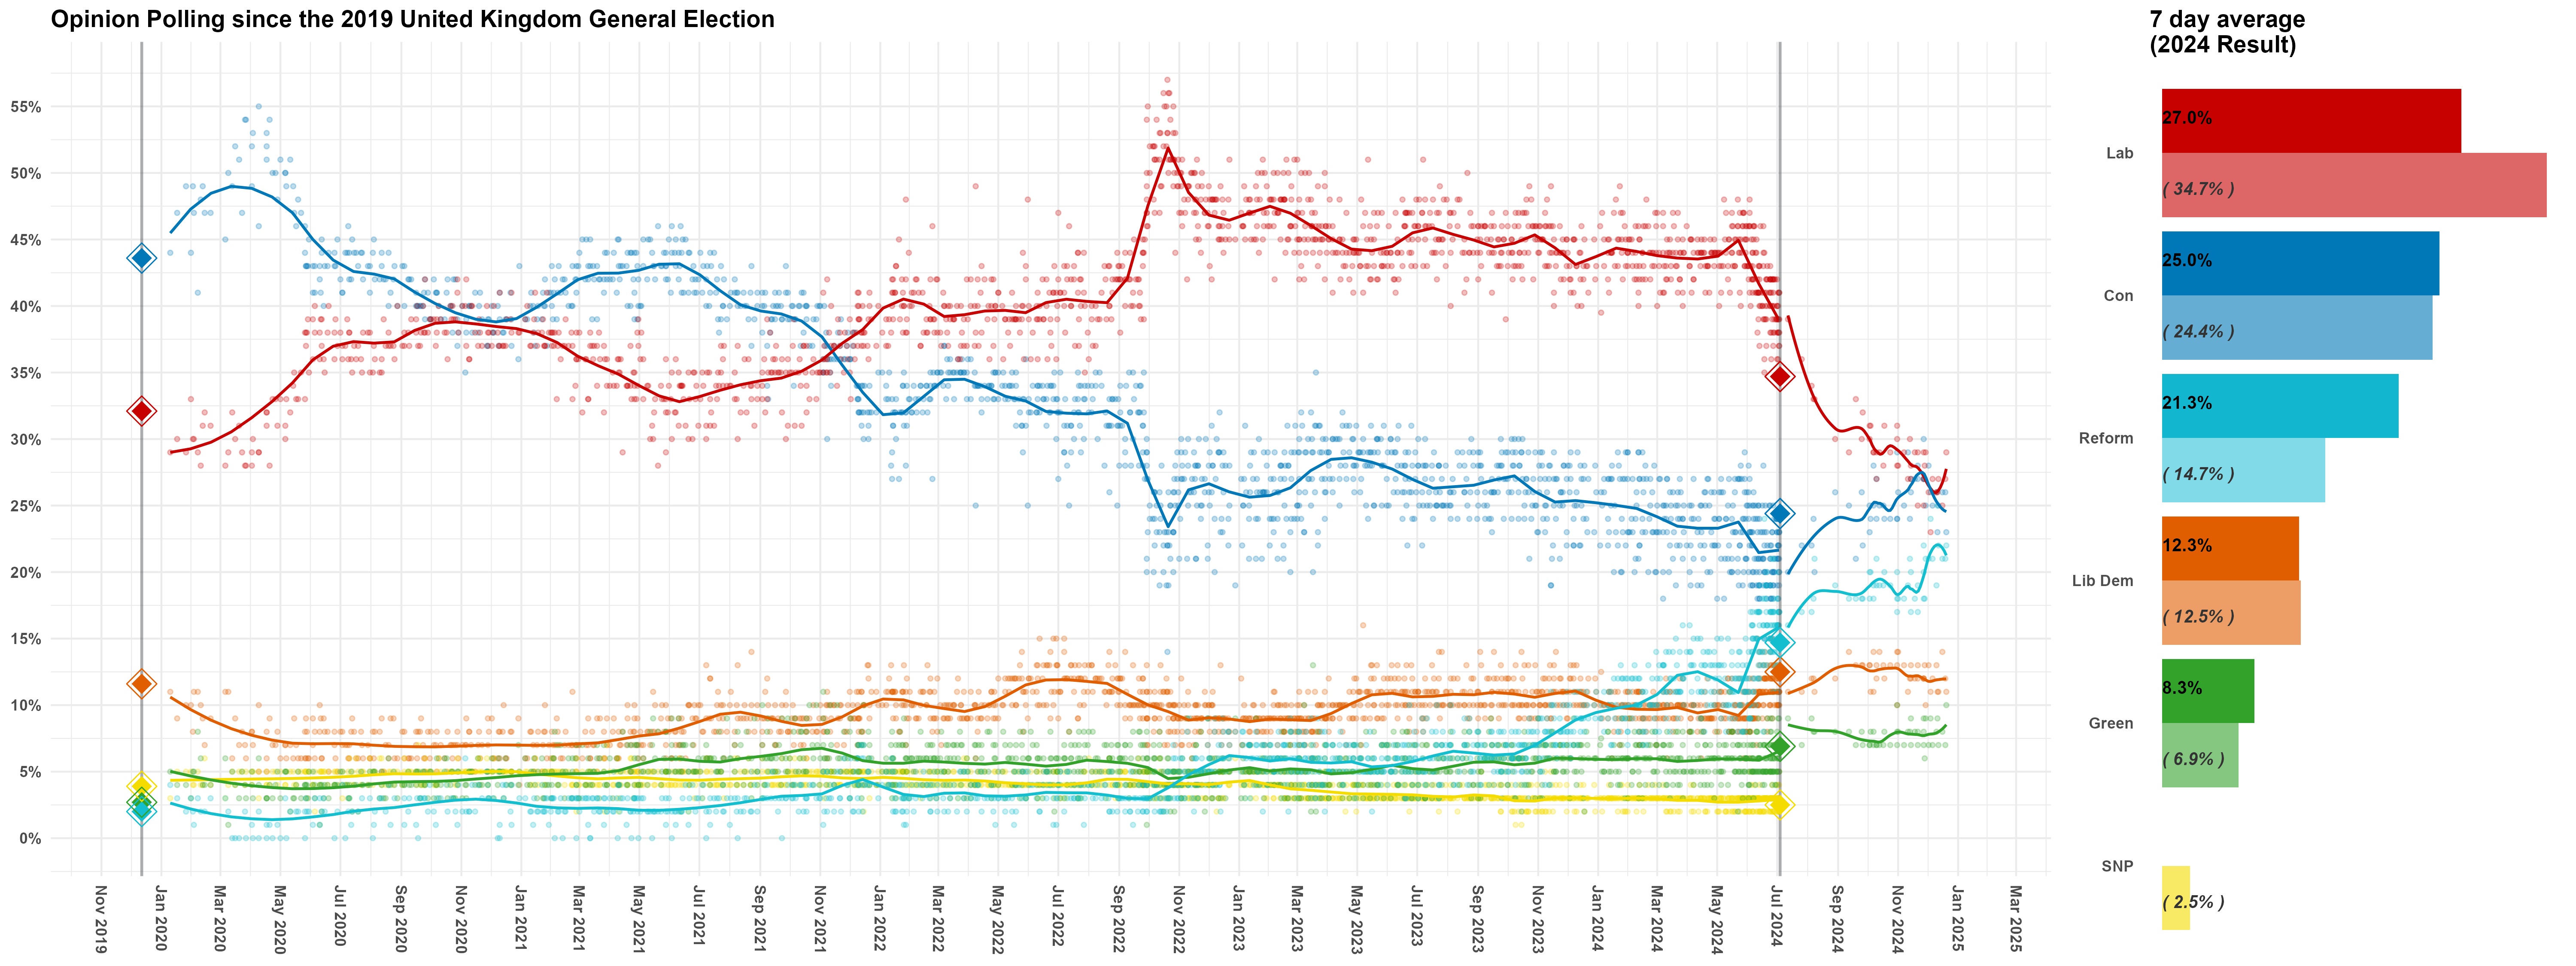 Opinion Polling since the 2019 United Kingdom General Election
7 day average
(2024 Result)
55%
50%
45%
40%
35%
30%
25%
20%
15%
10%
5%
0%
Nov 2019
Jan 2020
Mar 2020
May 2020
Jul 2020
Sep 2020
Nov 2020
Jan 2021
Mar 2021
May 2021
Jul 2021
Sep 2021
Nov 2021
Jan 2022
Mar 2022
May 2022
Jul 2022
Sep 2022
Nov 2022
Jan 2023
Mar 2023
May 2023
Jul 2023
Sep 2023
Nov 2023
Jan 2024
Mar 2024
May 2024
Jul 2024
Sep 2024
Nov 2024
Jan 2025
Mar 2025
Lab
27.0%
( 34.7% )
Con
25.0%
( 24.4% )
Reform
21.3%
( 14.7% )
Lib Dem
12.3%
( 12.5% )
Green
8.3%
( 6.9% )
SNP
( 2.5% )